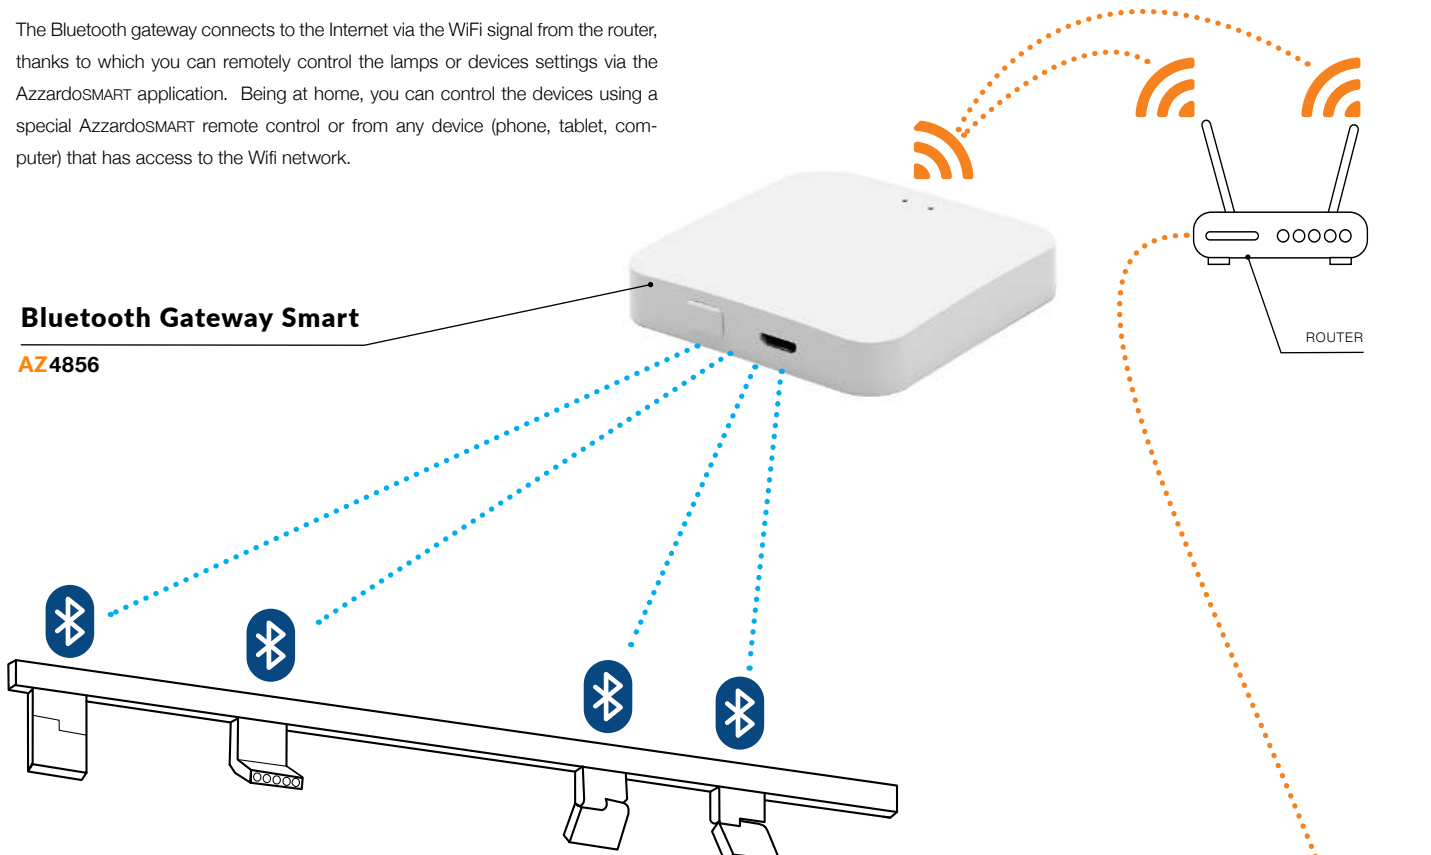 The Bluetooth gateway connects to the Internet via the WiFi signal from the router,
thanks to which you can remotely control the lamps or devices settings via the
AzzardoSMART application.  Being at home, you can control the devices using a
special AzzardoSMART remote control or from any device (phone, tablet, com-
puter) that has access to the Wifi network.
Bluetooth Gateway Smart
AZ4856
ROUTER